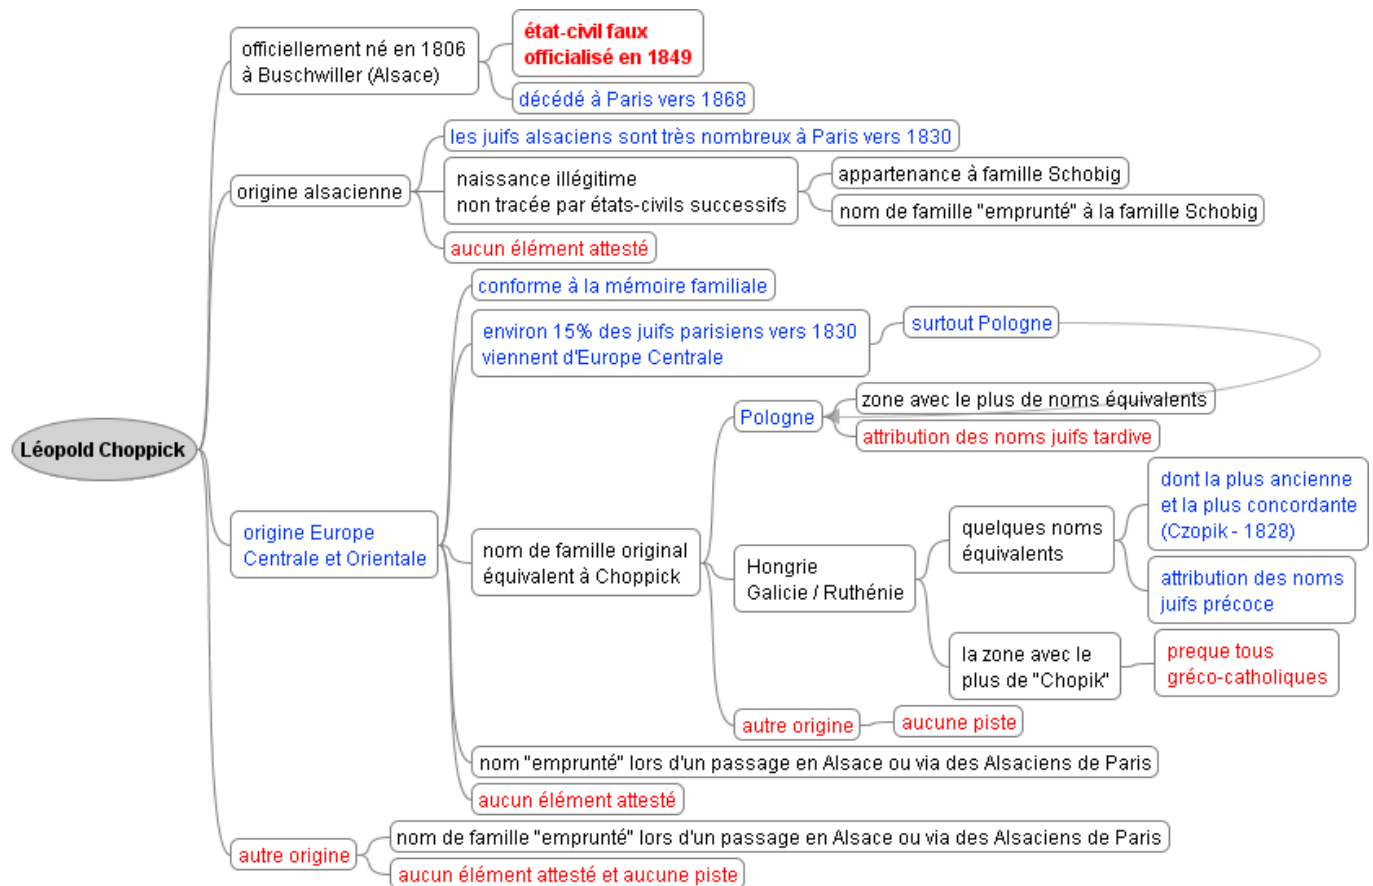 officiellement né en 1806
à Buschwiller (Alsace)
état-civil faux
officialisé en 1849
décédé à Paris vers 1868
les juifs alsaciens sont très nombreux à Paris vers 1830
origine alsacienne
naissance illégitime
non tracée par états-civils successifs
appartenance à famille Schobig
nom de famille "emprunté" à la famille Schobig
aucun élément attesté
conforme à la mémoire familiale
environ 15% des juifs parisiens vers 1830
viennent d'Europe Centrale
surtout Pologne
Pologne
zone avec le plus de noms équivalents
attribution des noms juifs tardive
Léopold Choppick
origine Europe
Centrale et Orientale
nom de famille original
équivalent à Choppick
Hongrie
Galicie / Ruthénie
quelques noms
équivalents
dont la plus ancienne
et la plus concordante
(Czopik - 1828)
attribution des noms
juifs précoce
la zone avec le
plus de "Chopik"
preque tous
gréco-catholiques
autre origine
aucune piste
nom "emprunté" lors d'un passage en Alsace ou via des Alsaciens de Paris
aucun élément attesté
autre origine
nom de famille "emprunté" lors d'un passage en Alsace ou via des Alsaciens de Paris
aucun élément attesté et aucune piste